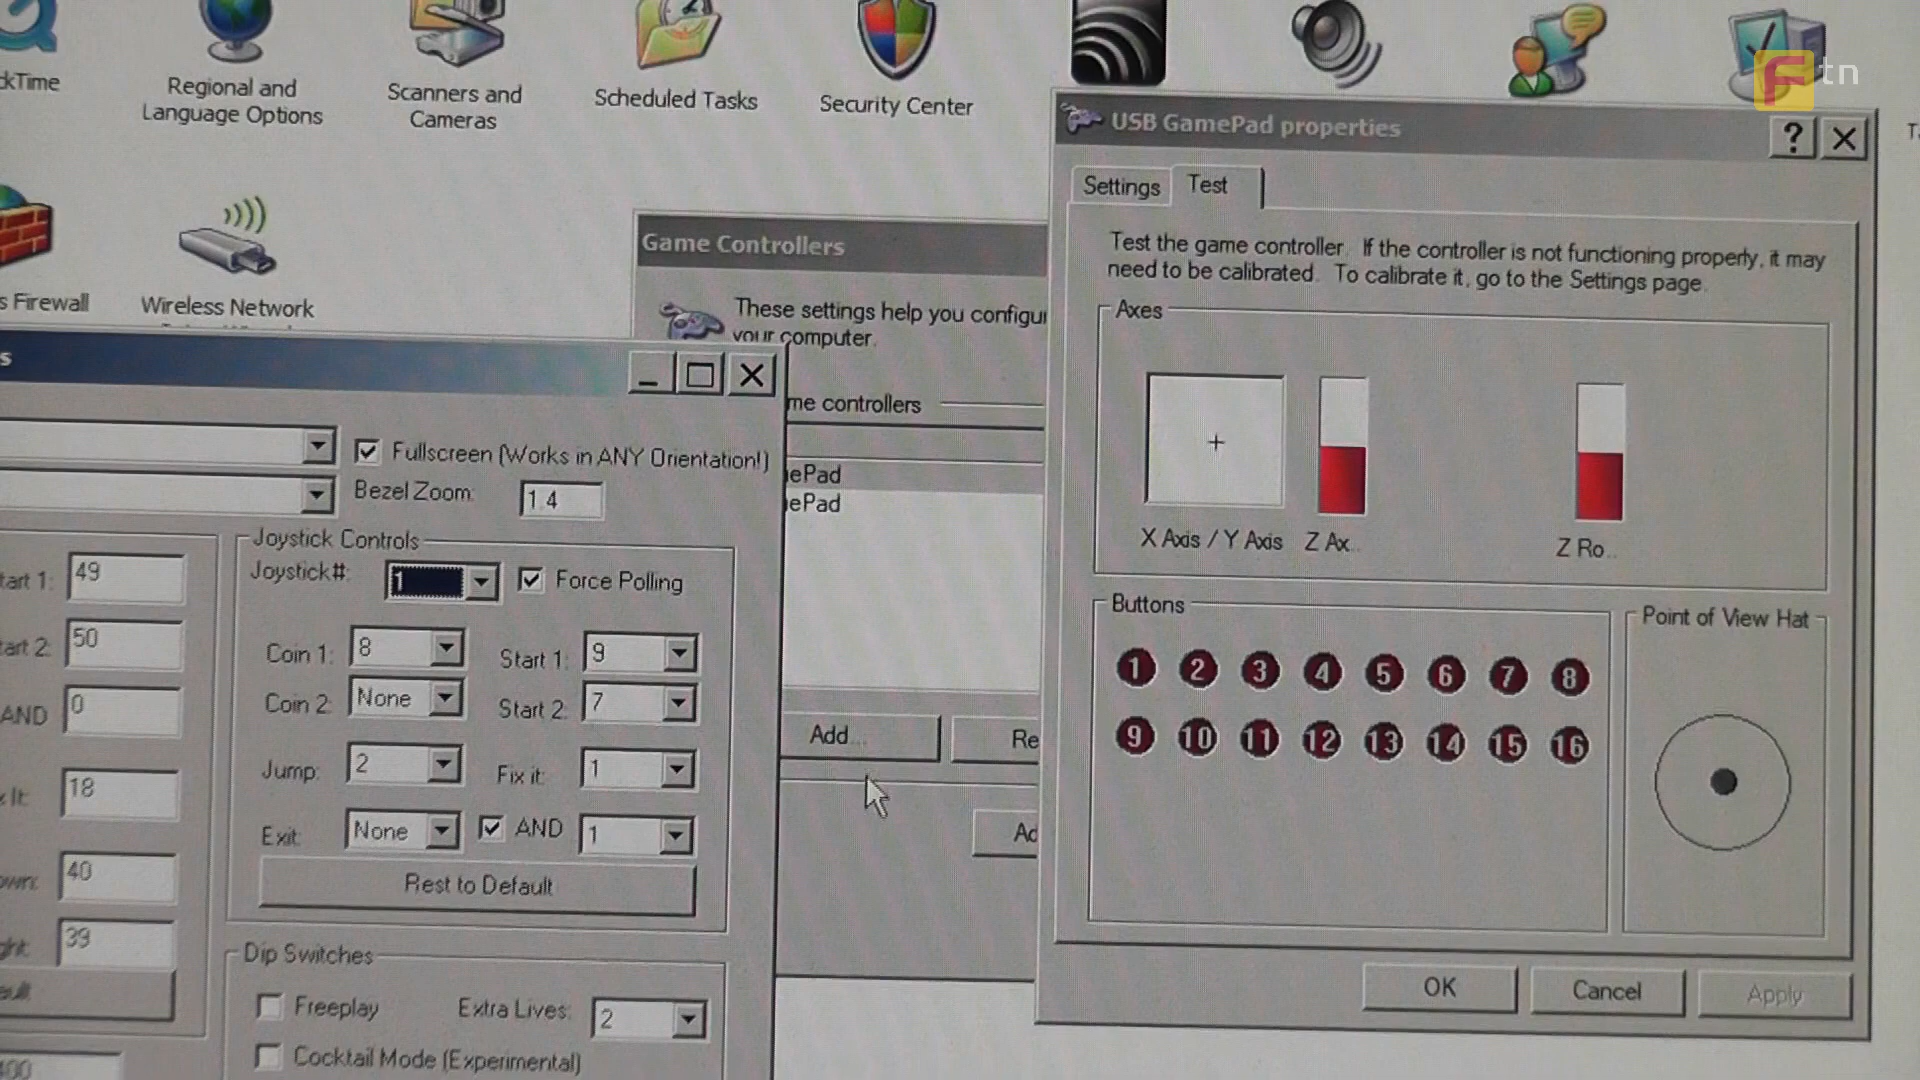 ckTime
Regional and
Language Options
Scanners and
Cameras
Scheduled Tasks
Security Center
F tn
s Firewall
Wireless Network
Game Controllers
These settings help you configu
your computer.
me controllers
ePad
ePad
Add...
Re
Ad
USB GamePad properties
?
Settings
Test
Test the game controller. If the controller is not functioning properly, it may
need to be calibrated. To calibrate it, go to the Settings page.
Axes
X Axis / Y Axis
Z Ax...
Z Ro...
Buttons
1 2 3 4 5 6 7 8
9 10 11 12 13 14 15 16
Point of View Hat
OK
Cancel
Apply
s
Fullscreen (Works in ANY Orientation!)
Bezel Zoom:
1.4
tart 1:
49
tart 2:
50
AND
0
x It:
18
own:
40
ght:
39
ault
400
Joystick Controls
Joystick#:
1
Force Polling
Coin 1:
8
Start 1:
9
Coin 2:
None
Start 2:
7
Jump:
2
Fix it:
1
Exit:
None
AND
1
Rest to Default
Dip Switches
Freeplay
Extra Lives:
2
Cocktail Mode (Experimental)